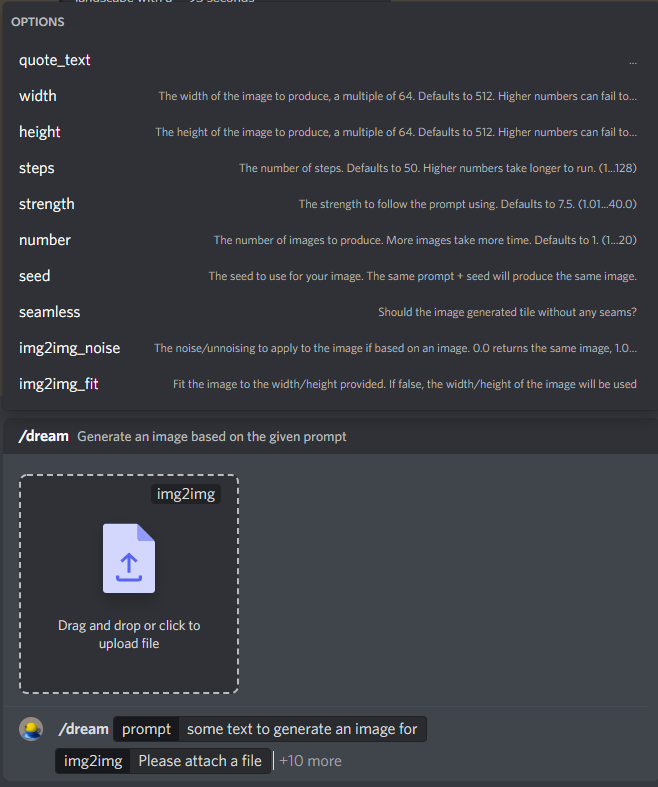 OPTIONS
quote_text ...
width The width of the image to produce, a multiple of 64. Defaults to 512. Higher numbers can fail to...
height The height of the image to produce, a multiple of 64. Defaults to 512. Higher numbers can fail to...
steps The number of steps. Defaults to 50. Higher numbers take longer to run. (1...128)
strength The strength to follow the prompt using. Defaults to 7.5. (1.01...40.0)
number The number of images to produce. More images take more time. Defaults to 1. (1...20)
seed The seed to use for your image. The same prompt + seed will produce the same image.
seamless Should the image generated tile without any seams?
img2img_noise The noise/unnoising to apply to the image if based on an image. 0.0 returns the same image, 1.0...
img2img_fit Fit the image to the width/height provided. If false, the width/height of the image will be used
/dream Generate an image based on the given prompt
img2img
Drag and drop or click to
upload file
/dream prompt some text to generate an image for
img2img Please attach a file +10 more